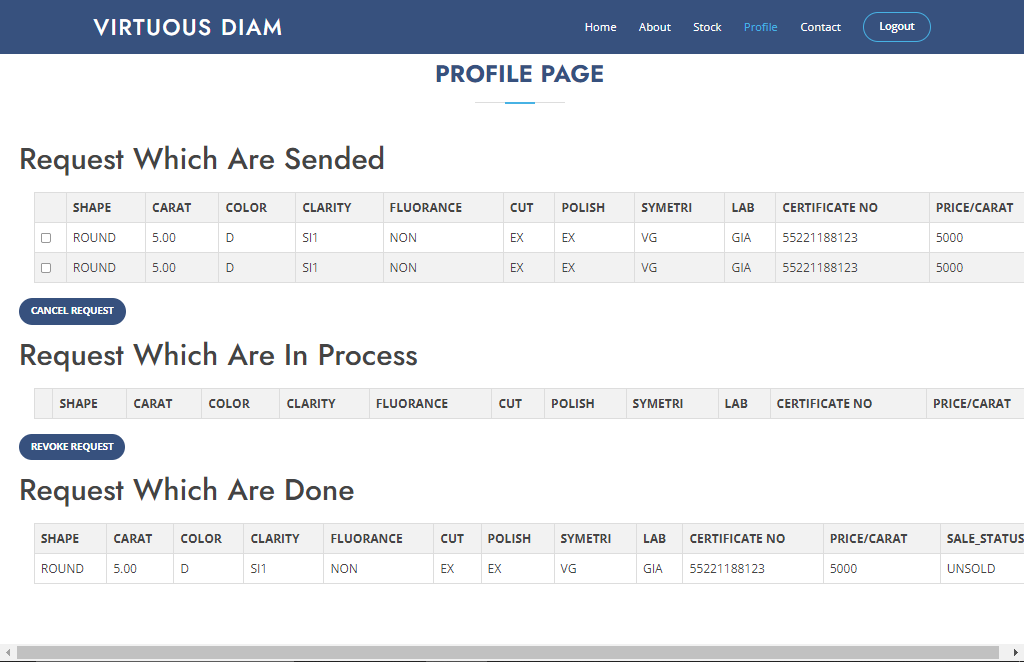 VIRTUOUS DIAM Home About Stock Profile Contact Logout
PROFILE PAGE
Request Which Are Sended
SHAPE CARAT COLOR CLARITY FLUORANCE CUT POLISH SYMETRI LAB CERTIFICATE NO PRICE/CARAT
ROUND 5.00 D SI1 NON EX EX VG GIA 55221188123 5000
ROUND 5.00 D SI1 NON EX EX VG GIA 55221188123 5000
CANCEL REQUEST
Request Which Are In Process
SHAPE CARAT COLOR CLARITY FLUORANCE CUT POLISH SYMETRI LAB CERTIFICATE NO PRICE/CARAT
REVOKE REQUEST
Request Which Are Done
SHAPE CARAT COLOR CLARITY FLUORANCE CUT POLISH SYMETRI LAB CERTIFICATE NO PRICE/CARAT SALE_STATUS
ROUND 5.00 D SI1 NON EX EX VG GIA 55221188123 5000 UNSOLD